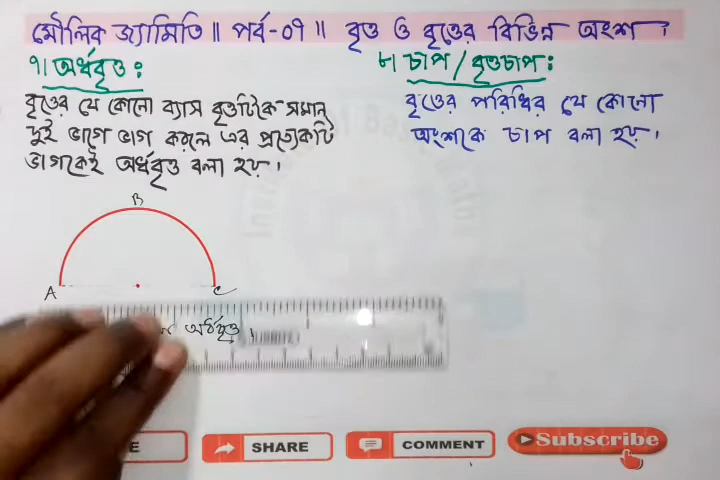 মৌলিক জ্যামিতি ॥ পর্ব-০৭ ॥ বৃত্ত ও বৃত্তের বিভিন্ন অংশ ?
৭। অর্ধবৃত্ত :
বৃত্তের যে কোনো ব্যাস বৃত্তটিকে সমান
দুই ভাগে ভাগ করলে এর প্রত্যেকটি
ভাগকেই অর্ধবৃত্ত বলা হয়।
৮। চাপ / বৃত্তচাপ :
বৃত্তের পরিধির যে কোনো
অংশকে চাপ বলা হয়।
B
A
C
অর্ধবৃত্ত।
SHARE
COMMENT
Subscribe